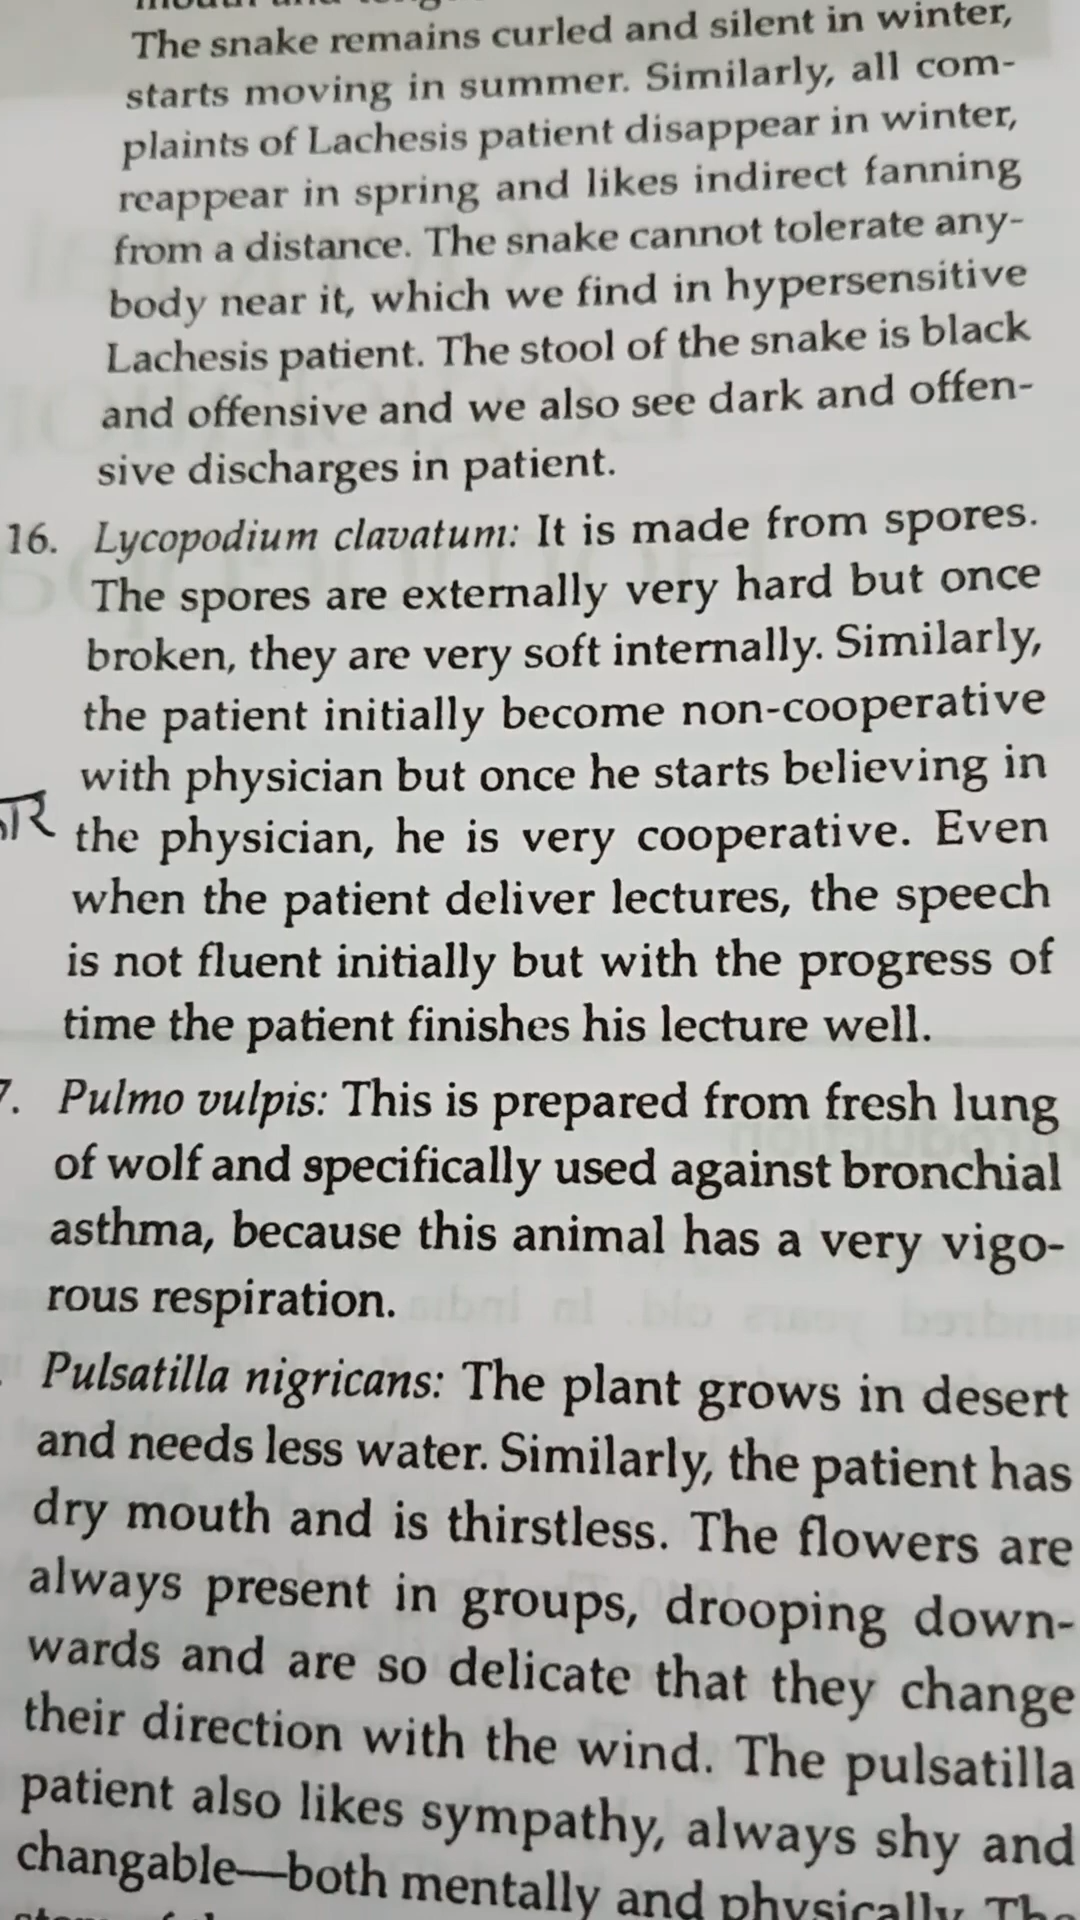 The snake remains curled and silent in winter,
starts moving in summer. Similarly, all com-
plaints of Lachesis patient disappear in winter,
reappear in spring and likes indirect fanning
from a distance. The snake cannot tolerate any-
body near it, which we find in hypersensitive
Lachesis patient. The stool of the snake is black
and offensive and we also see dark and offen-
sive discharges in patient.
16. Lycopodium clavatum: It is made from spores.
The spores are externally very hard but once
broken, they are very soft internally. Similarly,
the patient initially become non-cooperative
with physician but once he starts believing in
the physician, he is very cooperative. Even
when the patient deliver lectures, the speech
is not fluent initially but with the progress of
time the patient finishes his lecture well.
7. Pulmo vulpis: This is prepared from fresh lung
of wolf and specifically used against bronchial
asthma, because this animal has a very vigo-
rous respiration.
Pulsatilla nigricans: The plant grows in desert
and needs less water. Similarly, the patient has
dry mouth and is thirstless. The flowers are
always present in groups, drooping down-
wards and are so delicate that they change
their direction with the wind. The pulsatilla
patient also likes sympathy, always shy and
changable—both mentally and physically. The